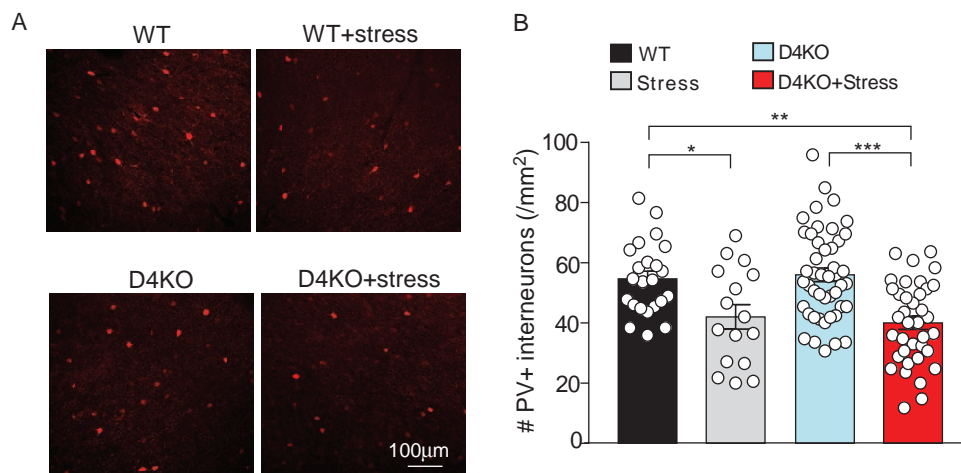 A
WT
WT+stress
D4KO
D4KO+stress
100μm
B
WT
D4KO
Stress
D4KO+Stress
**
*
***
# PV+ interneurons (/mm²)
100
80
60
40
20
0